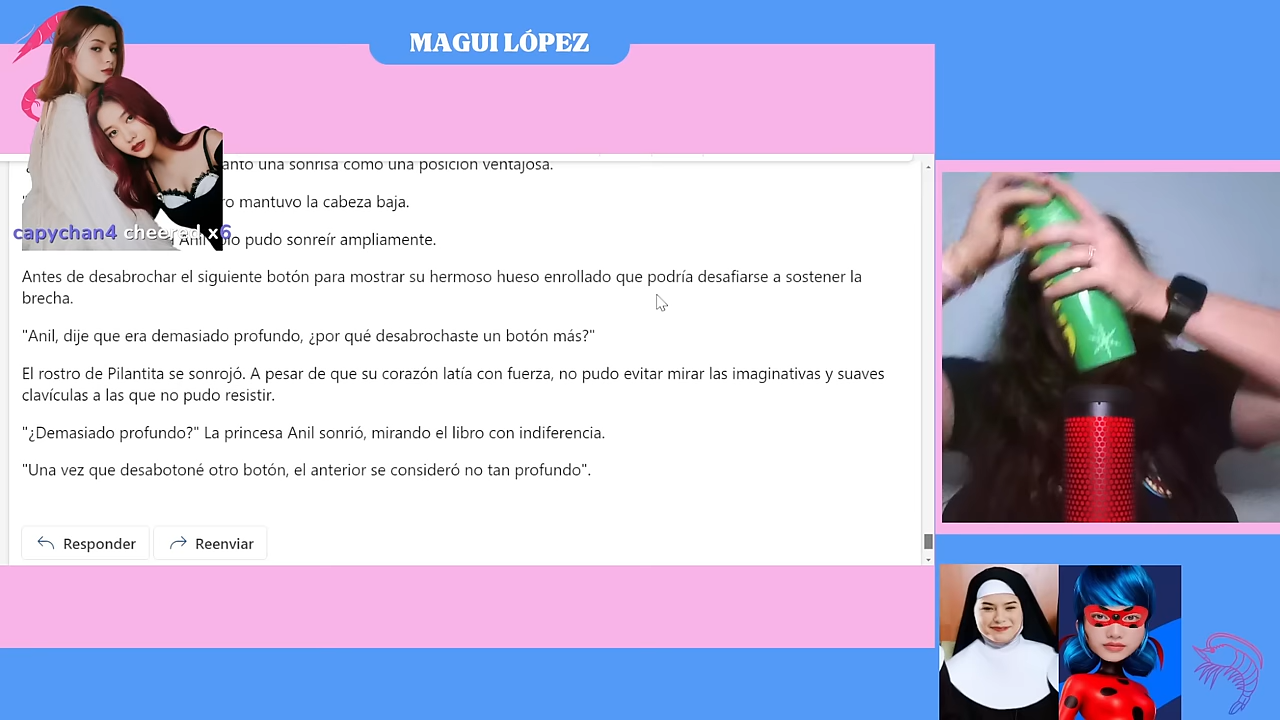 MAGUI LÓPEZ
anto una sonrisa como una posición ventajosa.
ro mantuvo la cabeza baja.
capychan4 cheered x6
Anil pudo sonreír ampliamente.
Antes de desabrochar el siguiente botón para mostrar su hermoso hueso enrollado que podría desafiarse a sostener la
brecha.
"Anil, dije que era demasiado profundo, ¿por qué desabrochaste un botón más?"
El rostro de Pilantita se sonrojó. A pesar de que su corazón latía con fuerza, no pudo evitar mirar las imaginativas y suaves
clavículas a las que no pudo resistir.
"¿Demasiado profundo?" La princesa Anil sonrió, mirando el libro con indiferencia.
"Una vez que desabotoné otro botón, el anterior se consideró no tan profundo".
Responder
Reenviar